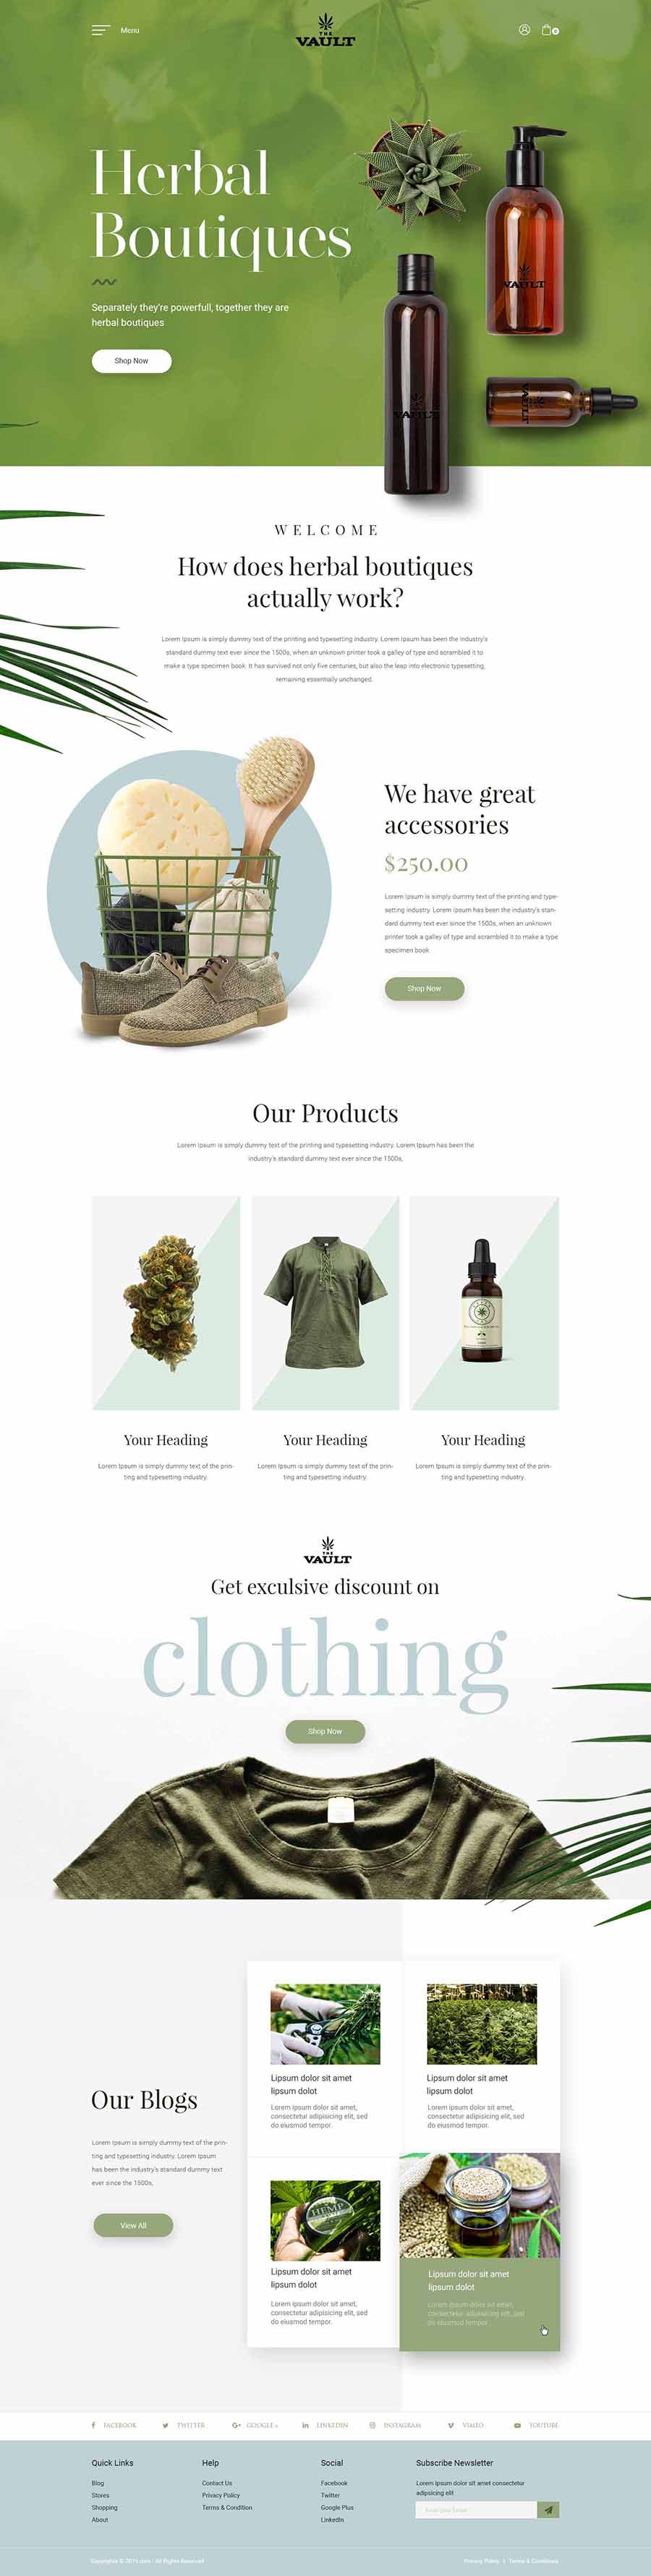 Menu
THE
VAULT
0
Herbal
Boutiques
Separately they're powerfull, together they are
herbal boutiques
Shop Now
VAULT
VAULT
VAULT
WELCOME
How does herbal boutiques
actually work?
Lorem Ipsum is simply dummy text of the printing and typesetting industry. Lorem Ipsum has been the industry's
standard dummy text ever since the 1500s, when an unknown printer took a galley of type and scrambled it to
make a type specimen book. It has survived not only five centuries, but also the leap into electronic typesetting,
remaining essentially unchanged.
We have great
accessories
$250.00
Lorem Ipsum is simply dummy text of the printing and type-
setting industry. Lorem Ipsum has been the industry's stan-
dard dummy text ever since the 1500s, when an unknown
printer took a galley of type and scrambled it to make a type
specimen book.
Shop Now
Our Products
Lorem Ipsum is simply dummy text of the printing and typesetting industry. Lorem Ipsum has been the
industry's standard dummy text ever since the 1500s,
Your Heading
Lorem Ipsum is simply dummy text of the prin-
ting and typesetting industry.
Your Heading
Lorem Ipsum is simply dummy text of the prin-
ting and typesetting industry.
Your Heading
Lorem Ipsum is simply dummy text of the prin-
ting and typesetting industry.
THE
VAULT
Get exculsive discount on
clothing
Shop Now
Our Blogs
Lorem Ipsum is simply dummy text of the prin-
ting and typesetting industry. Lorem Ipsum
has been the industry's standard dummy text
ever since the 1500s,
View All
Lipsum dolor sit amet
lipsum dolot
Lorem ipsum dolor sit amet,
consectetur adipisicing elit, sed
do eiusmod tempor.
Lipsum dolor sit amet
lipsum dolot
Lorem ipsum dolor sit amet,
consectetur adipisicing elit, sed
do eiusmod tempor.
HEMP
Lipsum dolor sit amet
lipsum dolot
Lorem ipsum dolor sit amet,
consectetur adipisicing elit, sed
do eiusmod tempor.
Lipsum dolor sit amet
lipsum dolot
Lorem ipsum dolor sit amet,
consectetur adipisicing elit, sed
do eiusmod tempor.
FACEBOOK
TWITTER
GOOGLE +
LINKEDIN
INSTAGRAM
VIMEO
YOUTUBE
Quick Links
Blog
Stores
Shopping
About
Help
Contact Us
Privacy Policy
Terms & Condition
Social
Facebook
Twitter
Google Plus
LinkedIn
Subscribe Newsletter
Lorem ipsum dolor sit amet consectetur
adipisicing elit
All Rights Reserved
Privacy Policy | Terms & Conditions